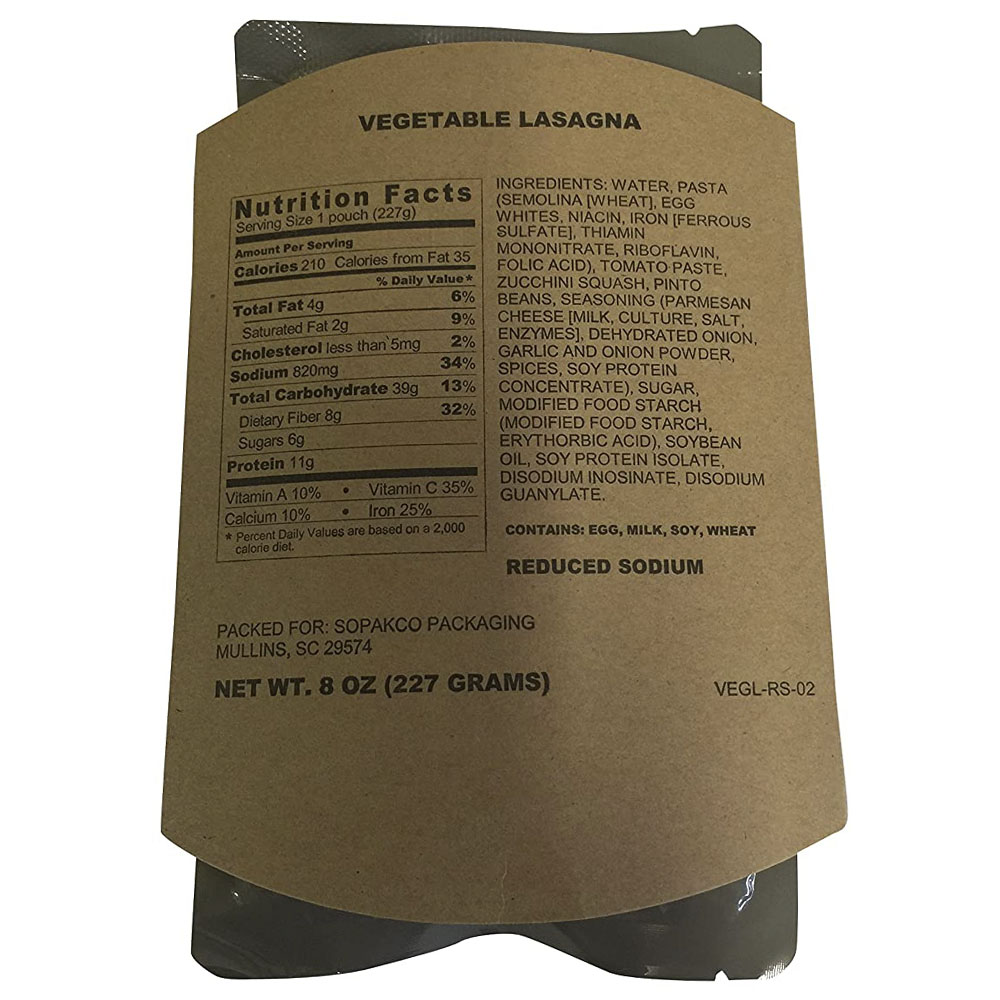 VEGETABLE LASAGNA
Nutrition Facts
Serving Size 1 pouch (227g)
Amount Per Serving
Calories 210 Calories from Fat 35
% Daily Value*
Total Fat 4g 6%
Saturated Fat 2g 9%
Cholesterol less than 5mg 2%
Sodium 820mg 34%
Total Carbohydrate 39g 13%
Dietary Fiber 8g 32%
Sugars 6g
Protein 11g
Vitamin A 10% • Vitamin C 35%
Calcium 10% • Iron 25%
* Percent Daily Values are based on a 2,000
calorie diet.
INGREDIENTS: WATER, PASTA
(SEMOLINA [WHEAT], EGG
WHITES, NIACIN, IRON [FERROUS
SULFATE], THIAMIN
MONONITRATE, RIBOFLAVIN,
FOLIC ACID), TOMATO PASTE,
ZUCCHINI SQUASH, PINTO
BEANS, SEASONING (PARMESAN
CHEESE [MILK, CULTURE, SALT,
ENZYMES], DEHYDRATED ONION,
GARLIC AND ONION POWDER,
SPICES, SOY PROTEIN
CONCENTRATE), SUGAR,
MODIFIED FOOD STARCH
(MODIFIED FOOD STARCH,
ERYTHORBIC ACID), SOYBEAN
OIL, SOY PROTEIN ISOLATE,
DISODIUM INOSINATE, DISODIUM
GUANYLATE.
CONTAINS: EGG, MILK, SOY, WHEAT
REDUCED SODIUM
PACKED FOR: SOPAKCO PACKAGING
MULLINS, SC 29574
NET WT. 8 OZ (227 GRAMS)
VEGL-RS-02